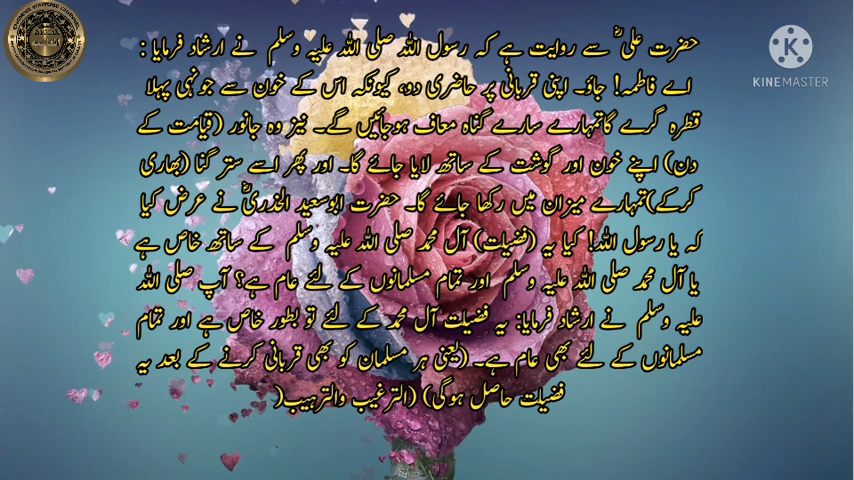 حضرت علیؓ سے روایت ہے کہ رسول اللہ صلی اللہ علیہ وسلم نے ارشاد فرمایا :
اے فاطمہ! جاؤ۔ اپنی قربانی پر حاضری دو، کیونکہ اس کے خون سے جونہی پہلا
قطرہ گرے گا تمہارے سارے گناہ معاف ہوجائیں گے۔ نیز وہ جانور (قیامت کے
دن) اپنے خون اور گوشت کے ساتھ لایا جائے گا۔ اور پھر اسے ستر گنا (بھاری
کرکے) تمہارے میزان میں رکھا جائے گا۔ حضرت ابوسعید الخدریؓ نے عرض کیا
کہ یا رسول اللہ! کیا یہ (فضیلت) آل محمد صلی اللہ علیہ وسلم کے ساتھ خاص ہے
یا آل محمد صلی اللہ علیہ وسلم اور تمام مسلمانوں کے لئے عام ہے؟ آپ صلی اللہ
علیہ وسلم نے ارشاد فرمایا: یہ فضیلت آل محمد کے لئے تو بطور خاص ہے اور تمام
مسلمانوں کے لئے بھی عام ہے۔ (یعنی ہر مسلمان کو بھی قربانی کرنے کے بعد یہ
فضیلت حاصل ہوگی) (الترغیب والترہیب(
KINEMASTER